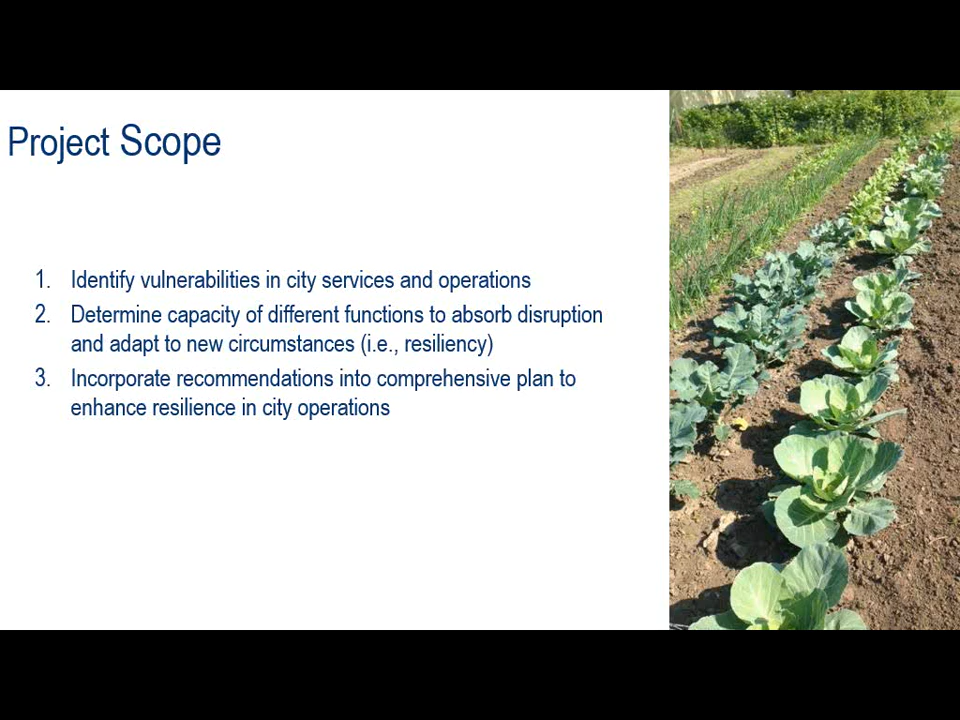 Project Scope
1. Identify vulnerabilities in city services and operations
2. Determine capacity of different functions to absorb disruption
and adapt to new circumstances (i.e., resiliency)
3. Incorporate recommendations into comprehensive plan to
enhance resilience in city operations